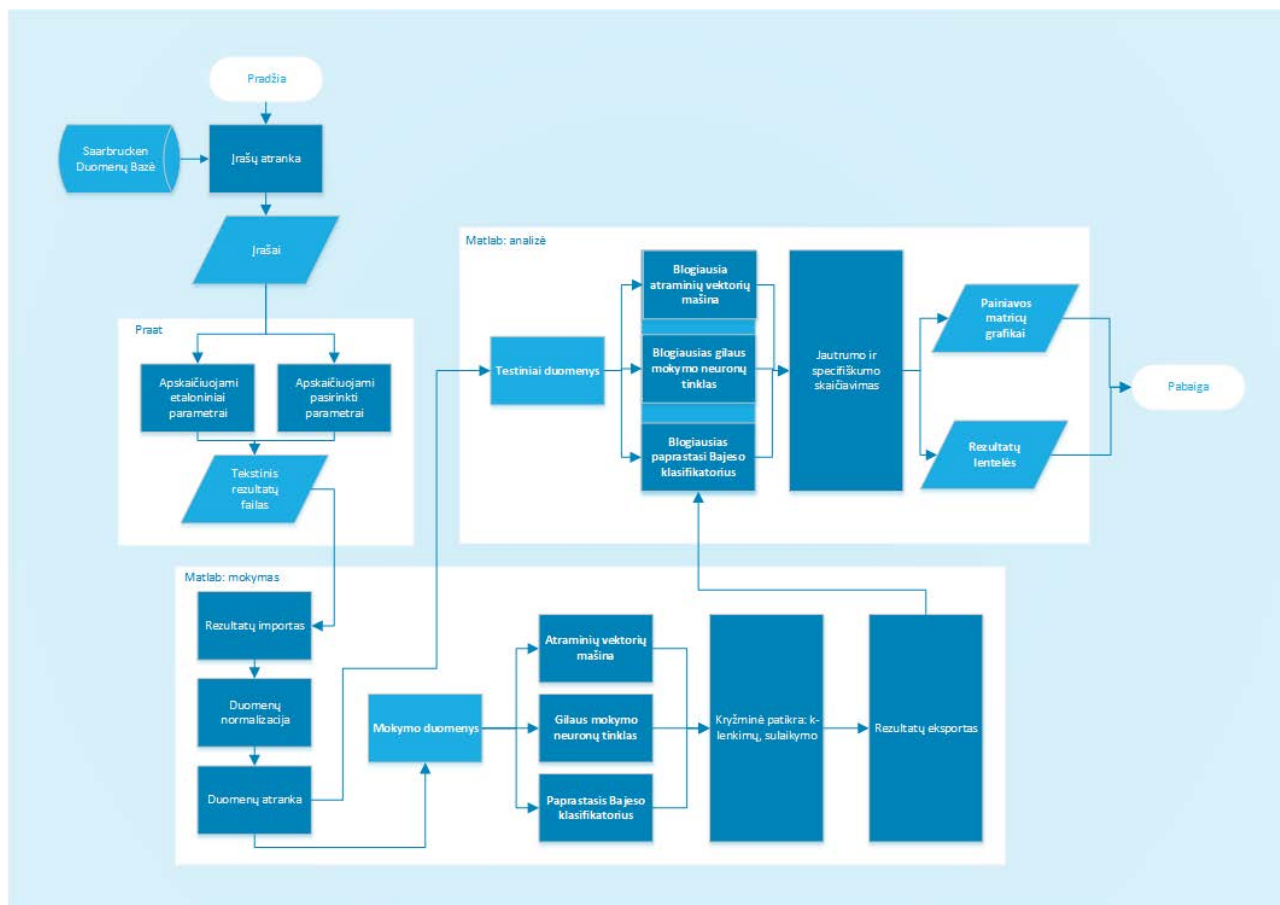 Pradžia
Saarbrucken
Duomenų Bazė
Įrašų atranka
Įrašai
Praat
Apskaičiuojami
etaloniniai
parametrai
Apskaičiuojami
pasirinkti
parametrai
Tekstinis
rezultatų
failas
Matlab: analizė
Testiniai duomenys
Blogiausia
atraminių vektorių
mašina
Blogiausias gilaus
mokymo neuronų
tinklas
Blogiausias
paprastasi Bajeso
klasifikatorius
Jautrumo ir
specifiškumo
skaičiavimas
Painiavos
matricų
grafikai
Rezultatų
lentelės
Pabaiga
Matlab: mokymas
Rezultatų importas
Duomenų
normalizacija
Duomenų atranka
Mokymo duomenys
Atraminių vektorių
mašina
Gilaus mokymo
neuronų tinklas
Paprastasis Bajeso
klasifikatorius
Kryžminė patikra: k-
lenkimų, sulaikymo
Rezultatų eksportas